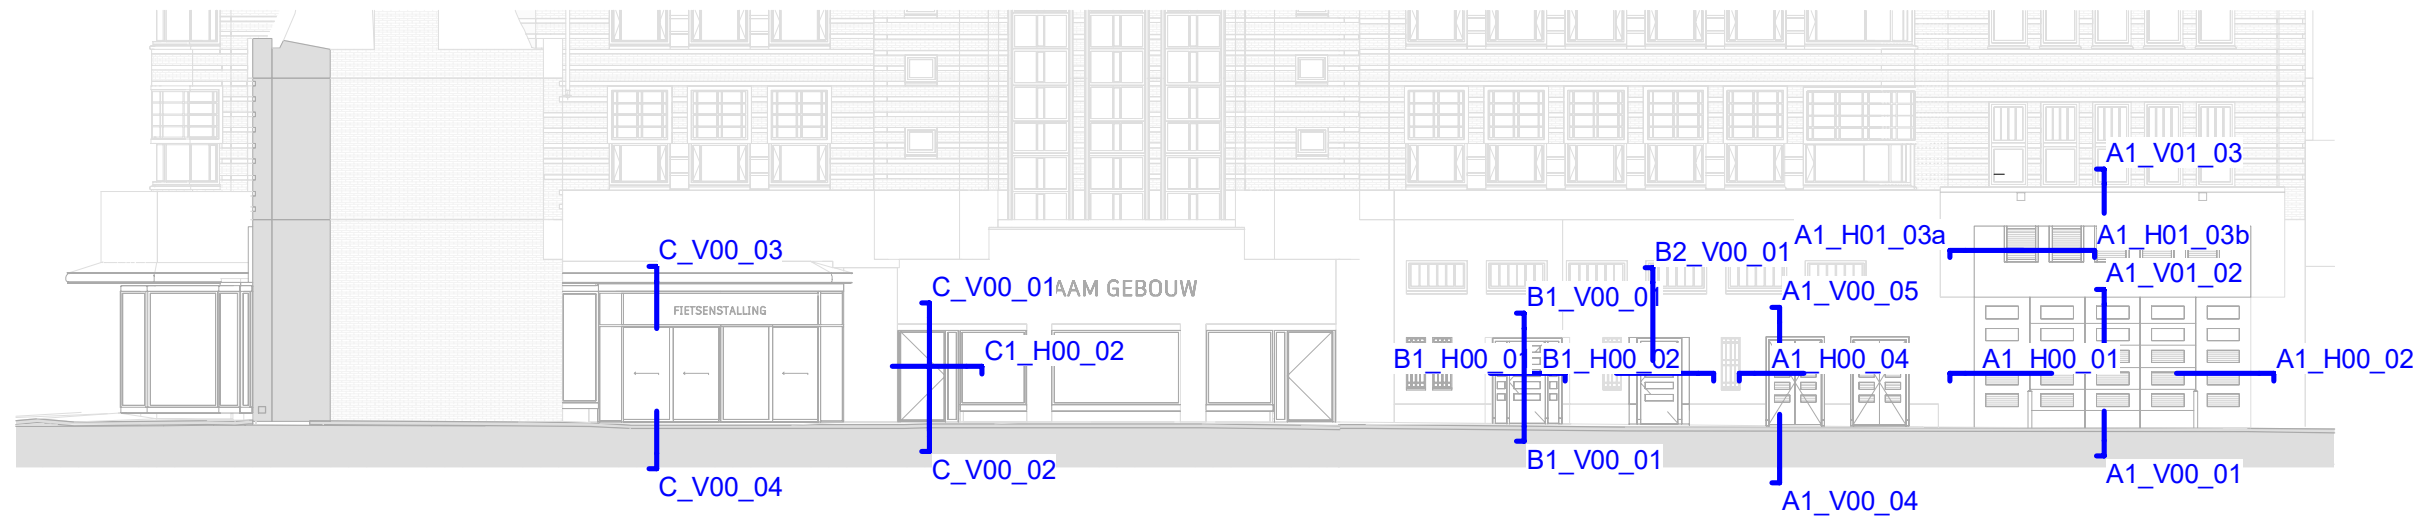 A1_V01_03
A1_H01_03a
A1_H01_03b
C_V00_03
B2_V00_01
A1_V01_02
C_V00_01
AAM GEBOUW
B1_V00_01
A1_V00_05
FIETSENSTALLING
C1_H00_02
B1_H00_01
B1_H00_02
A1_H00_04
A1_H00_01
A1_H00_02
C_V00_02
B1_V00_01
A1_V00_01
C_V00_04
A1_V00_04